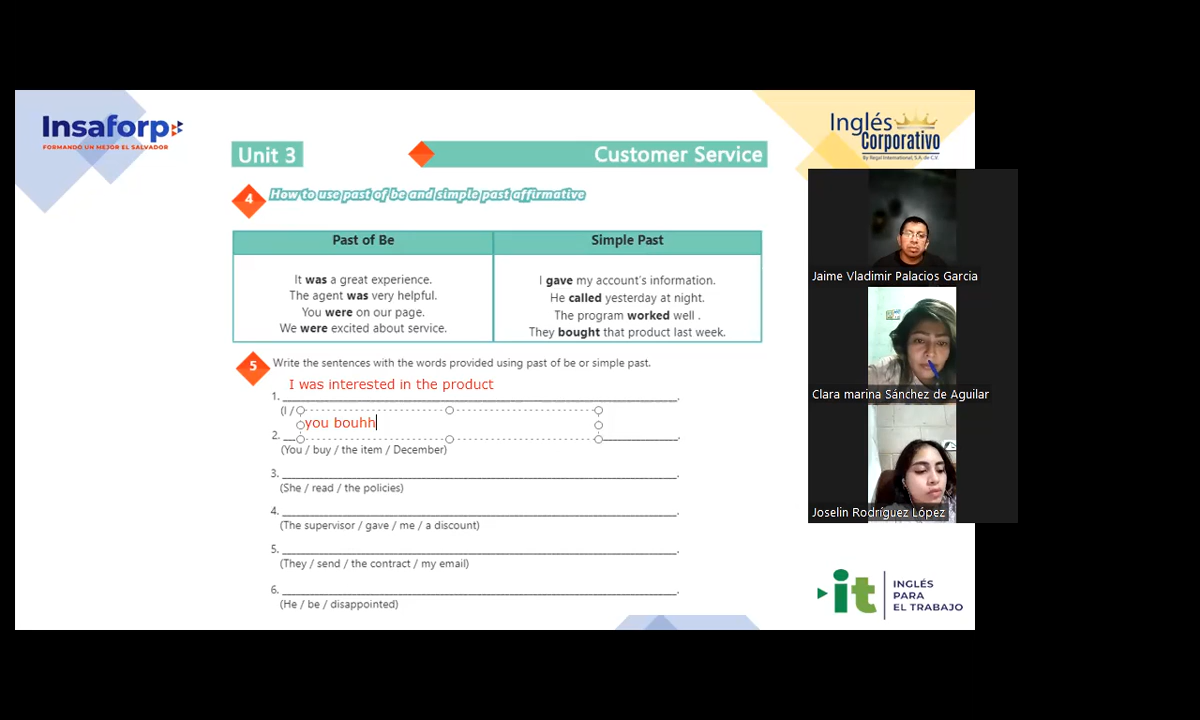 Insaforp
FORMANDO UN MEJOR EL SALVADOR
Inglés
Corporativo
By Regal International, S.A. de C.V.
Unit 3
Customer Service
4
How to use past of be and simple past affirmative
Past of Be
Simple Past
It was a great experience.
The agent was very helpful.
You were on our page.
We were excited about service.
I gave my account's information.
He called yesterday at night.
The program worked well .
They bought that product last week.
5
Write the sentences with the words provided using past of be or simple past.
I was interested in the product
1. .
(I /
you bouhh
2. .
(You / buy / the item / December)
3. .
(She / read / the policies)
4. .
(The supervisor / gave / me / a discount)
5. .
(They / send / the contract / my email)
6. .
(He / be / disappointed)
Jaime Vladimir Palacios Garcia
Clara marina Sánchez de Aguilar
Joselin Rodríguez López
it
INGLÉS
PARA
EL TRABAJO